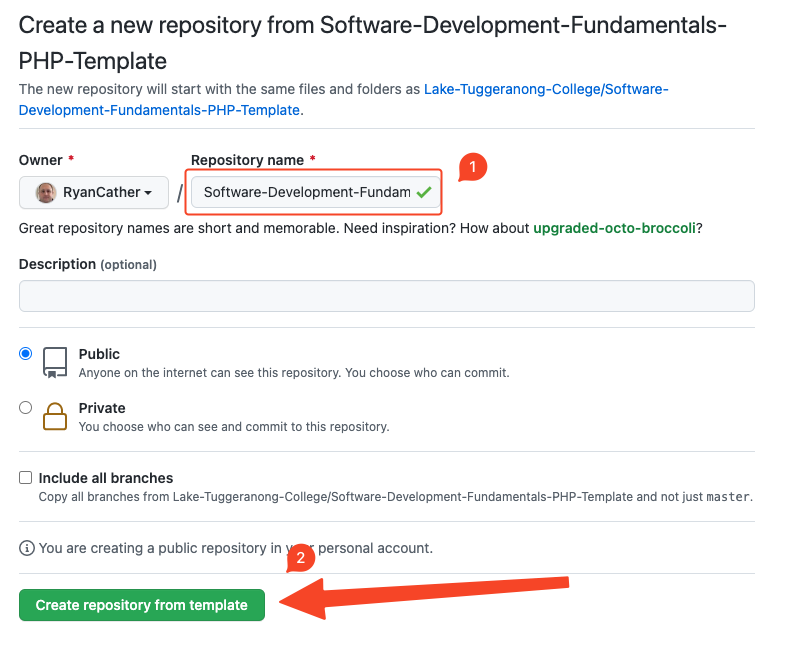 Create a new repository from Software-Development-Fundamentals-
PHP-Template
The new repository will start with the same files and folders as Lake-Tuggeranong-College/Software-
Development-Fundamentals-PHP-Template.
Owner * Repository name * 1
RyanCather / Software-Development-Fundam
Great repository names are short and memorable. Need inspiration? How about upgraded-octo-broccoli?
Description (optional)
Public
Anyone on the internet can see this repository. You choose who can commit.
Private
You choose who can see and commit to this repository.
Include all branches
Copy all branches from Lake-Tuggeranong-College/Software-Development-Fundamentals-PHP-Template and not just master.
You are creating a public repository in your personal account.
2
Create repository from template